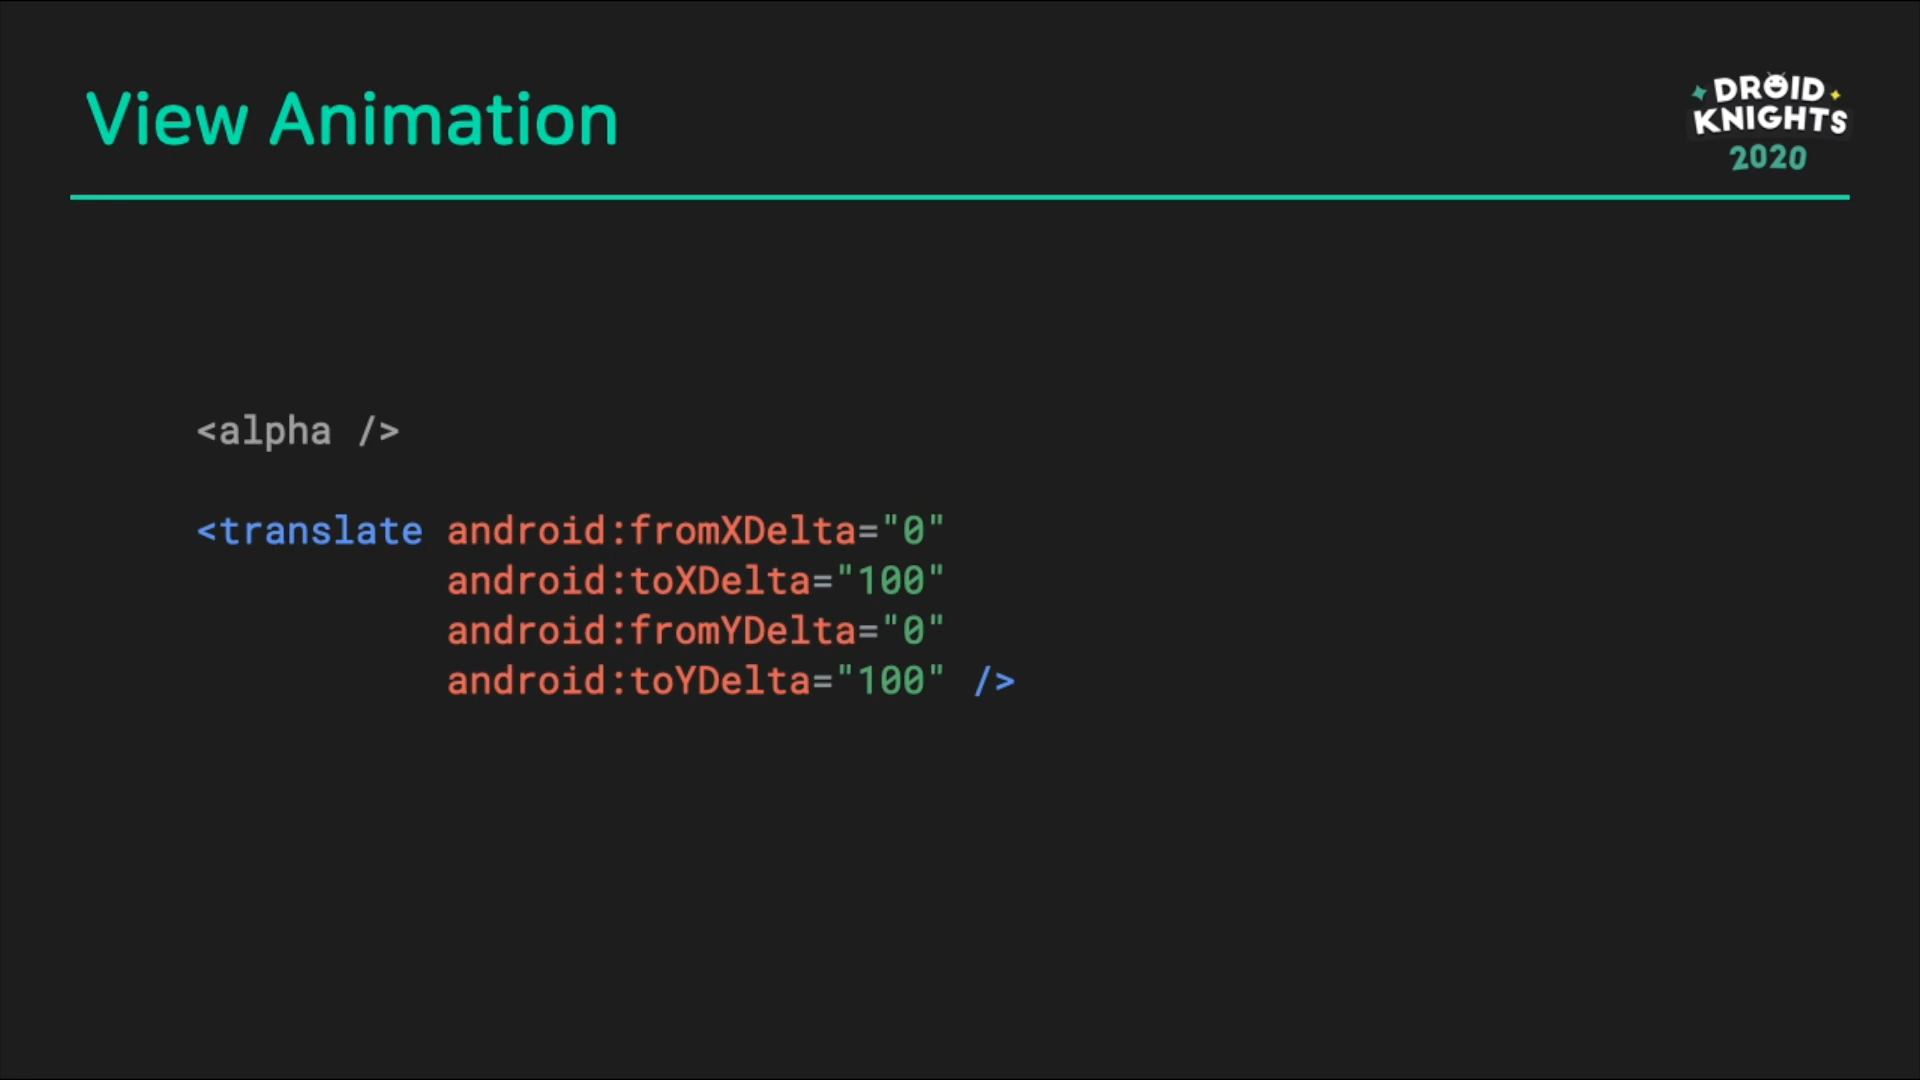 View Animation
DROID
KNIGHTS
2020
<alpha />
<translate android:fromXDelta="0"
android:toXDelta="100"
android:fromYDelta="0"
android:toYDelta="100" />